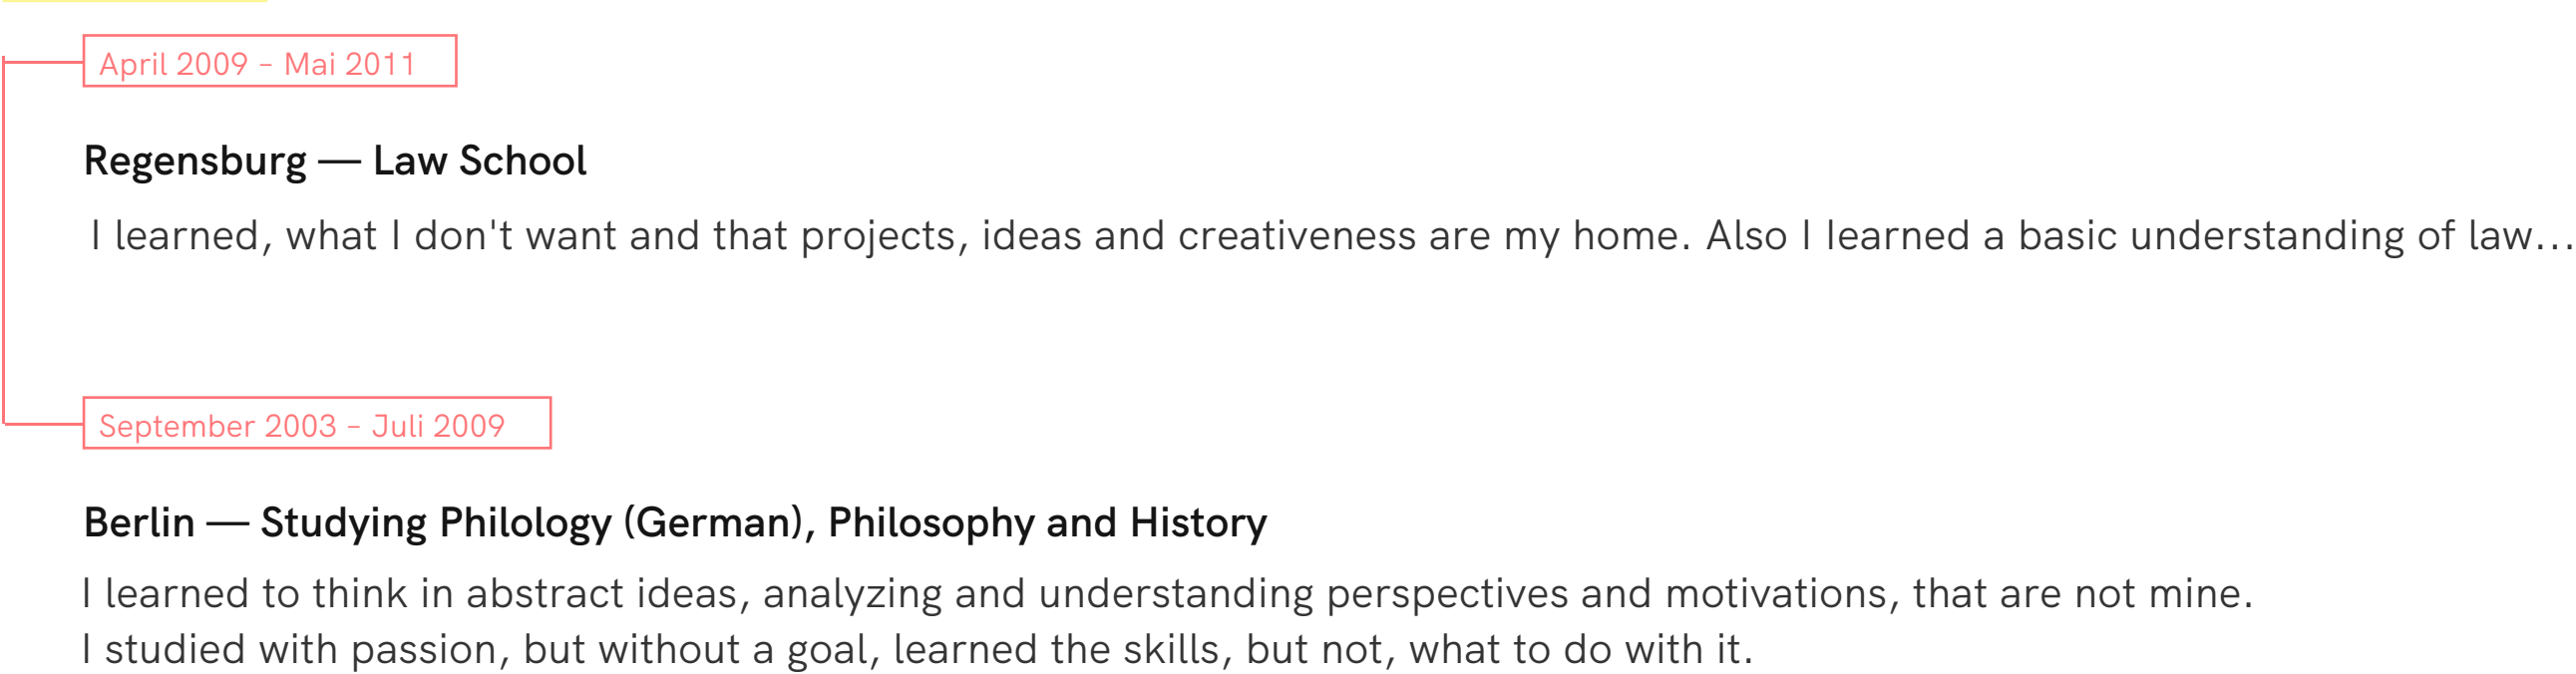 April 2009 – Mai 2011
Regensburg — Law School
I learned, what I don't want and that projects, ideas and creativeness are my home. Also I learned a basic understanding of law...
September 2003 – Juli 2009
Berlin — Studying Philology (German), Philosophy and History
I learned to think in abstract ideas, analyzing and understanding perspectives and motivations, that are not mine.
I studied with passion, but without a goal, learned the skills, but not, what to do with it.